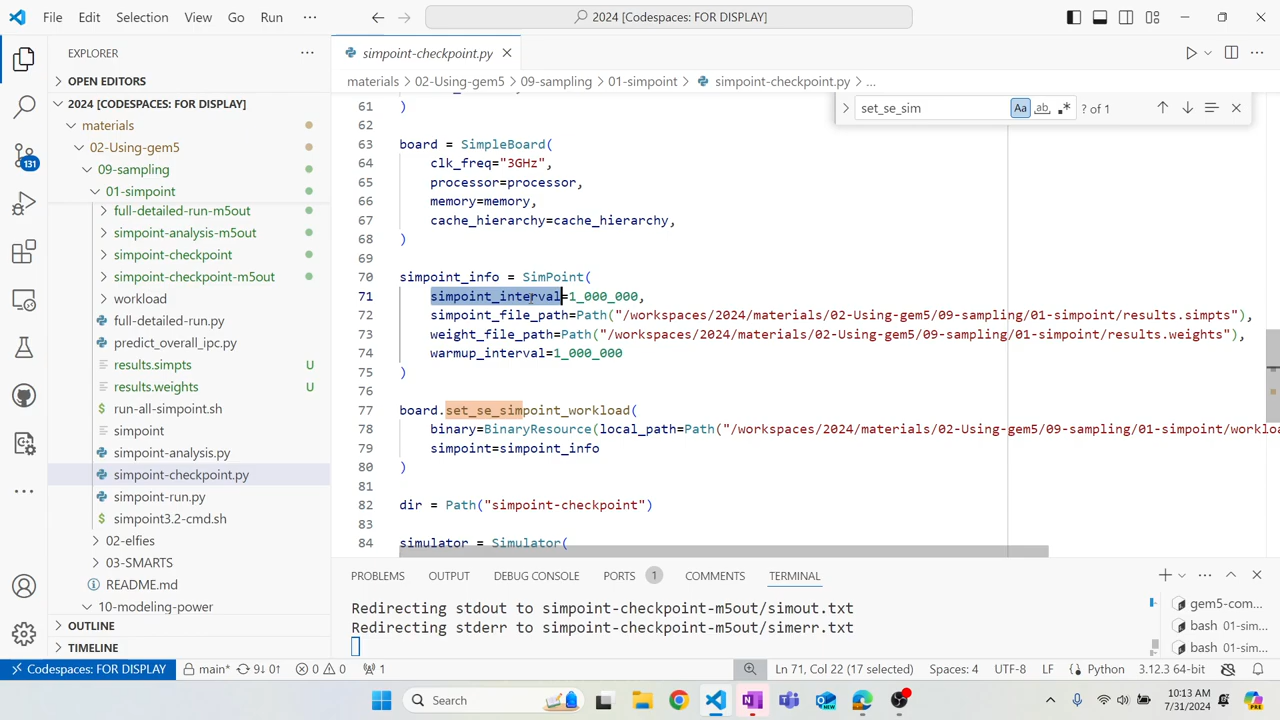 File Edit Selection View Go Run ···
2024 [Codespaces: FOR DISPLAY]
EXPLORER
OPEN EDITORS
2024 [CODESPACES: FOR DISPLAY]
materials
02-Using-gem5
131
09-sampling
01-simpoint
full-detailed-run-m5out
simpoint-analysis-m5out
simpoint-checkpoint
simpoint-checkpoint-m5out
workload
full-detailed-run.py
predict_overall_ipc.py
results.simpts U
results.weights U
run-all-simpoint.sh
simpoint
simpoint-analysis.py
simpoint-checkpoint.py
simpoint-run.py
simpoint3.2-cmd.sh
02-elfies
03-SMARTS
README.md
10-modeling-power
OUTLINE
TIMELINE
simpoint-checkpoint.py
materials > 02-Using-gem5 > 09-sampling > 01-simpoint > simpoint-checkpoint.py > ...
set_se_sim Aa ab ? of 1
61 )
62
63 board = SimpleBoard(
64 clk_freq="3GHz",
65 processor=processor,
66 memory=memory,
67 cache_hierarchy=cache_hierarchy,
68 )
69
70 simpoint_info = SimPoint(
71 simpoint_interval=1_000_000,
72 simpoint_file_path=Path("/workspaces/2024/materials/02-Using-gem5/09-sampling/01-simpoint/results.simpts"),
73 weight_file_path=Path("/workspaces/2024/materials/02-Using-gem5/09-sampling/01-simpoint/results.weights"),
74 warmup_interval=1_000_000
75 )
76
77 board.set_se_simpoint_workload(
78 binary=BinaryResource(local_path=Path("/workspaces/2024/materials/02-Using-gem5/09-sampling/01-simpoint/workloa
79 simpoint=simpoint_info
80 )
81
82 dir = Path("simpoint-checkpoint")
83
84 simulator = Simulator(
PROBLEMS OUTPUT DEBUG CONSOLE PORTS 1 COMMENTS TERMINAL
Redirecting stdout to simpoint-checkpoint-m5out/simout.txt
Redirecting stderr to simpoint-checkpoint-m5out/simerr.txt
gem5-com...
bash 01-sim...
bash 01-sim...
Codespaces: FOR DISPLAY main* 9↓ 0↑ 0 0 1 Ln 71, Col 22 (17 selected) Spaces: 4 UTF-8 LF Python 3.12.3 64-bit
Search
10:13 AM
7/31/2024